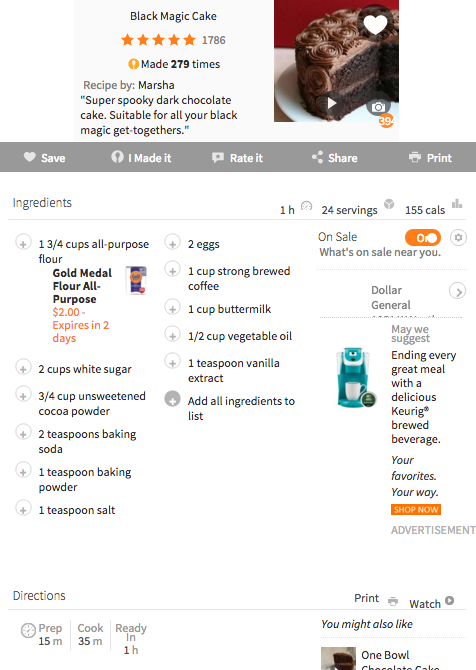 Black Magic Cake
1786
Made 279 times
Recipe by: Marsha
"Super spooky dark chocolate
cake. Suitable for all your black
magic get-togethers."
394
Save
I Made it
Rate it
Share
Print
Ingredients
1 h
24 servings
155 cals
1 3/4 cups all-purpose
flour
Gold Medal
Flour All-
Purpose
$2.00 -
Expires in 2
days
2 cups white sugar
3/4 cup unsweetened
cocoa powder
2 teaspoons baking
soda
1 teaspoon baking
powder
1 teaspoon salt
2 eggs
1 cup strong brewed
coffee
1 cup buttermilk
1/2 cup vegetable oil
1 teaspoon vanilla
extract
Add all ingredients to
list
On Sale
What's on sale near you.
Dollar
General
May we
suggest
Ending every
great meal
with a
delicious
Keurig®
brewed
beverage.
Your
favorites.
Your way.
SHOP NOW
ADVERTISEMENT
Directions
Print
Watch
Prep
15 m
Cook
35 m
Ready
In
1 h
You might also like
One Bowl
Chocolate Cake